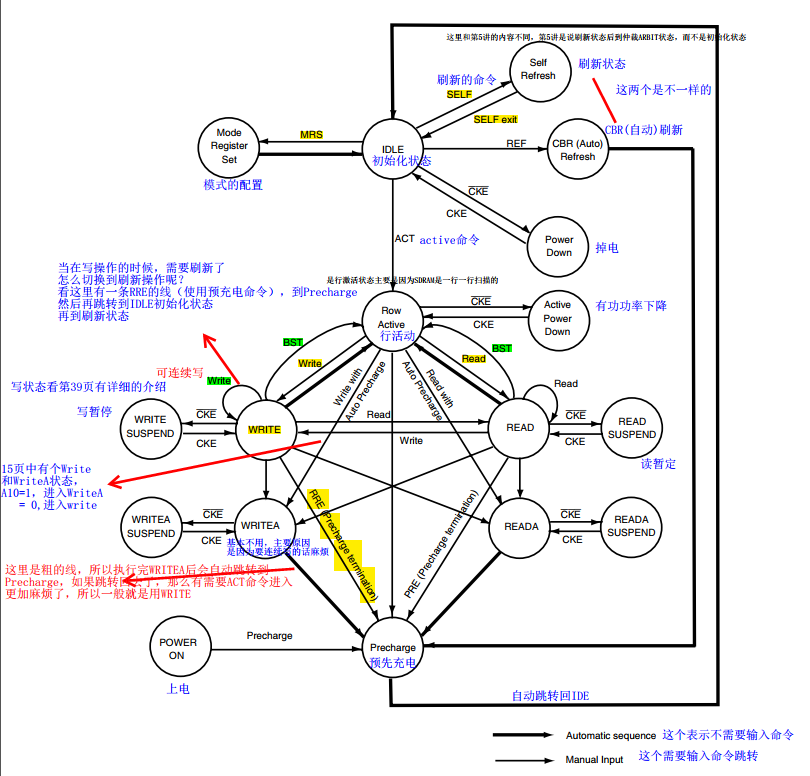 这里和第5讲的内容不同,第5讲是说刷新状态后到仲裁ARBIT状态,而不是初始化状态
Self
Refresh
刷新状态
刷新的命令
SELF
这两个是不一样的
SELF exit
Mode
Register
Set
MRS
IDLE
初始化状态
REF
CBR(自动)刷新
CBR (Auto)
Refresh
模式的配置
CKE
CKE
ACT
active命令
Power
Down
掉电
当在写操作的时候,需要刷新了
怎么切换到刷新操作呢?
看这里有一条RRE的线(使用预充电命令),到Precharge
然后再跳转到IDLE初始化状态
再到刷新状态
是行激活状态主要是因为SDRAM是一行一行扫描的
Row
Active
行活动
CKE
CKE
Active
Power
Down
有功功率下降
BST
BST
Write
Read
可连续写
Write
Write with
Auto Precharge
Read with
Auto Precharge
Read
写状态看第39页有详细的介绍
写暂停
WRITE
SUSPEND
CKE
CKE
WRITE
Read
Write
READ
CKE
CKE
READ
SUSPEND
读暂定
15页中有个Write
和WriteA状态,
A10=1,进入WriteA
= 0,进入write
WRITEA
SUSPEND
CKE
CKE
WRITEA
基本不用,主要原因
是因为要连续写的话麻烦
RRE (Precharge termination)
PRE (Precharge termination)
READA
CKE
CKE
READA
SUSPEND
这里是粗的线,所以执行完WRITEA后会自动跳转到
Precharge,如果跳转回去了,那么有需要ACT命令进入
更加麻烦了,所以一般就是用WRITE
POWER
ON
Precharge
Precharge
预先充电
上电
自动跳转回IDE
Automatic sequence
这个表示不需要输入命令
Manual Input
这个需要输入命令跳转